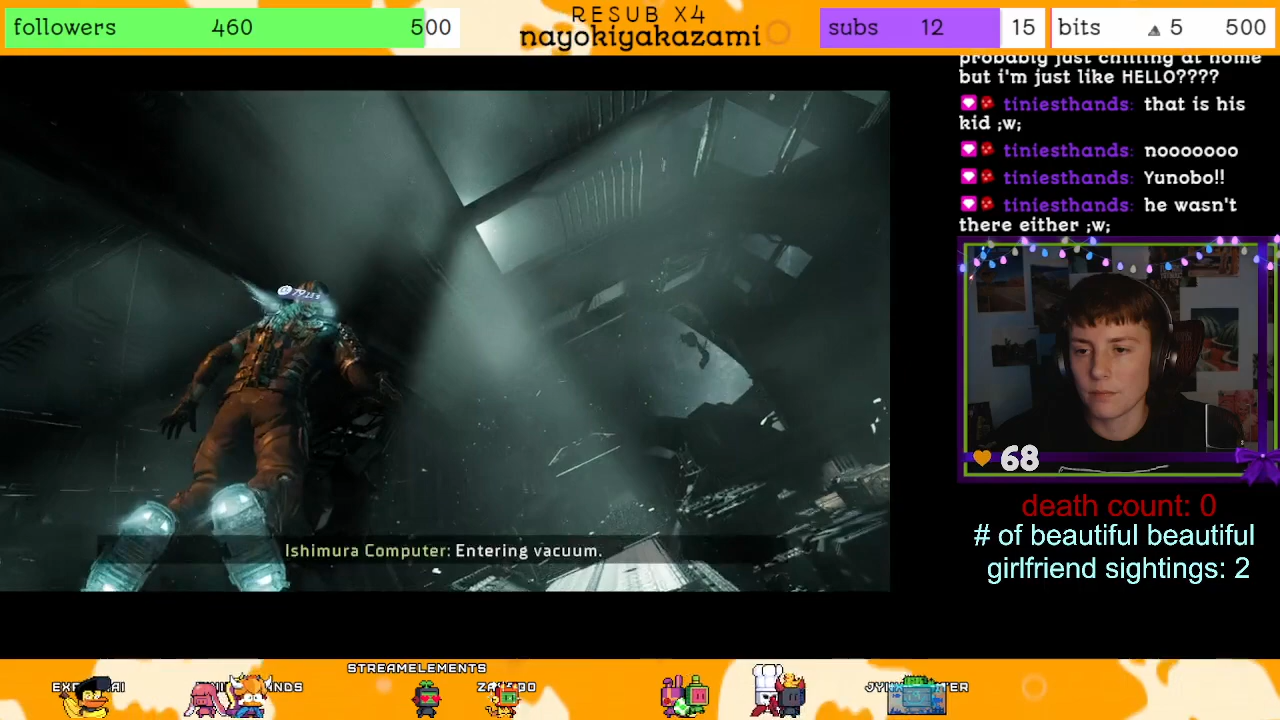 followers 460 500
RESUB X4
nayokiyakazami
subs 12 15
bits 5 500
probably just chilling at home
but i'm just like HELLO????
tiniesthands: that is his
kid ;w;
tiniesthands: nooooooo
tiniesthands: Yunobo!!
tiniesthands: he wasn't
there either ;w;
68
Ishimura Computer: Entering vacuum.
death count: 0
# of beautiful beautiful
girlfriend sightings: 2
STREAMELEMENTS